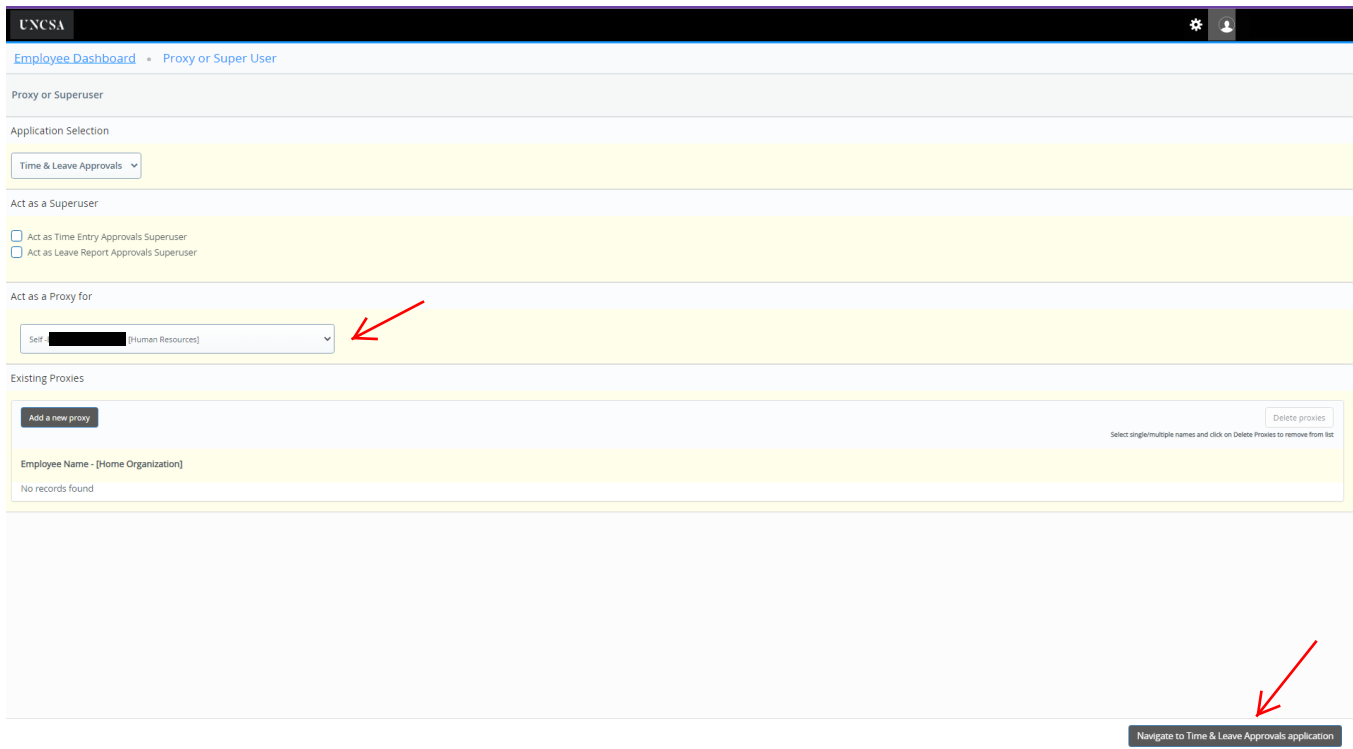 UNCSA
Employee Dashboard • Proxy or Super User
Proxy or Superuser
Application Selection
Time & Leave Approvals
Act as a Superuser
Act as Time Entry Approvals Superuser
Act as Leave Report Approvals Superuser
Act as a Proxy for
Self - [Human Resources]
Existing Proxies
Add a new proxy
Delete proxies
Select single/multiple names and click on Delete Proxies to remove from list
Employee Name - [Home Organization]
No records found
Navigate to Time & Leave Approvals application